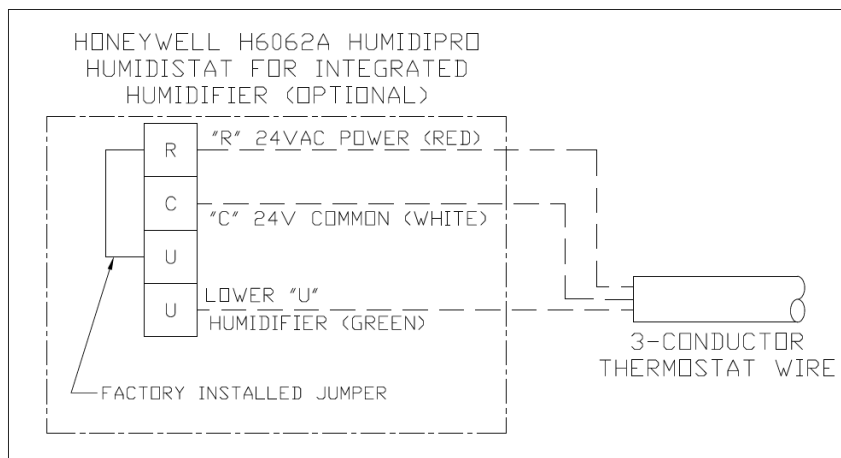 HONEYWELL H6062A HUMIDIPRO
HUMIDISTAT FOR INTEGRATED
HUMIDIFIER (OPTIONAL)
R
"R" 24VAC POWER (RED)
C
"C" 24V COMMON (WHITE)
U
U
LOWER "U"
HUMIDIFIER (GREEN)
3-CONDUCTOR
THERMOSTAT WIRE
FACTORY INSTALLED JUMPER